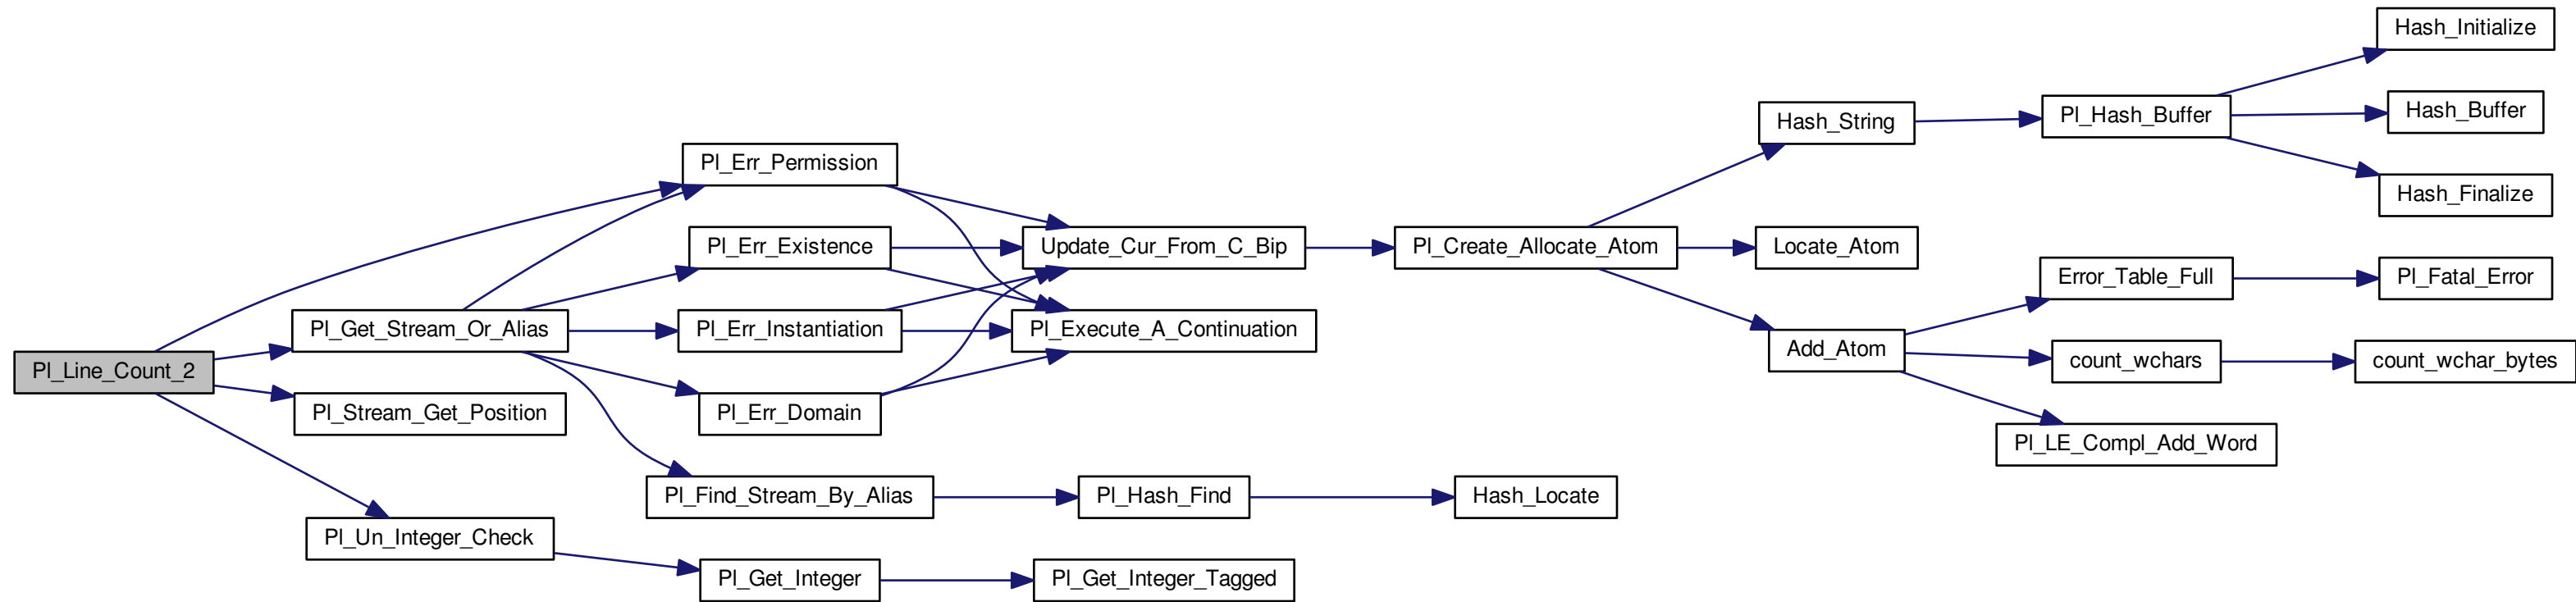 Pl_Line_Count_2
Pl_Get_Stream_Or_Alias
Pl_Stream_Get_Position
Pl_Un_Integer_Check
Pl_Err_Permission
Pl_Err_Existence
Pl_Err_Instantiation
Pl_Err_Domain
Pl_Find_Stream_By_Alias
Pl_Get_Integer
Update_Cur_From_C_Bip
Pl_Execute_A_Continuation
Pl_Hash_Find
Pl_Get_Integer_Tagged
Pl_Create_Allocate_Atom
Hash_Locate
Hash_String
Locate_Atom
Add_Atom
Pl_Hash_Buffer
Error_Table_Full
count_wchars
Pl_LE_Compl_Add_Word
Hash_Initialize
Hash_Buffer
Hash_Finalize
Pl_Fatal_Error
count_wchar_bytes